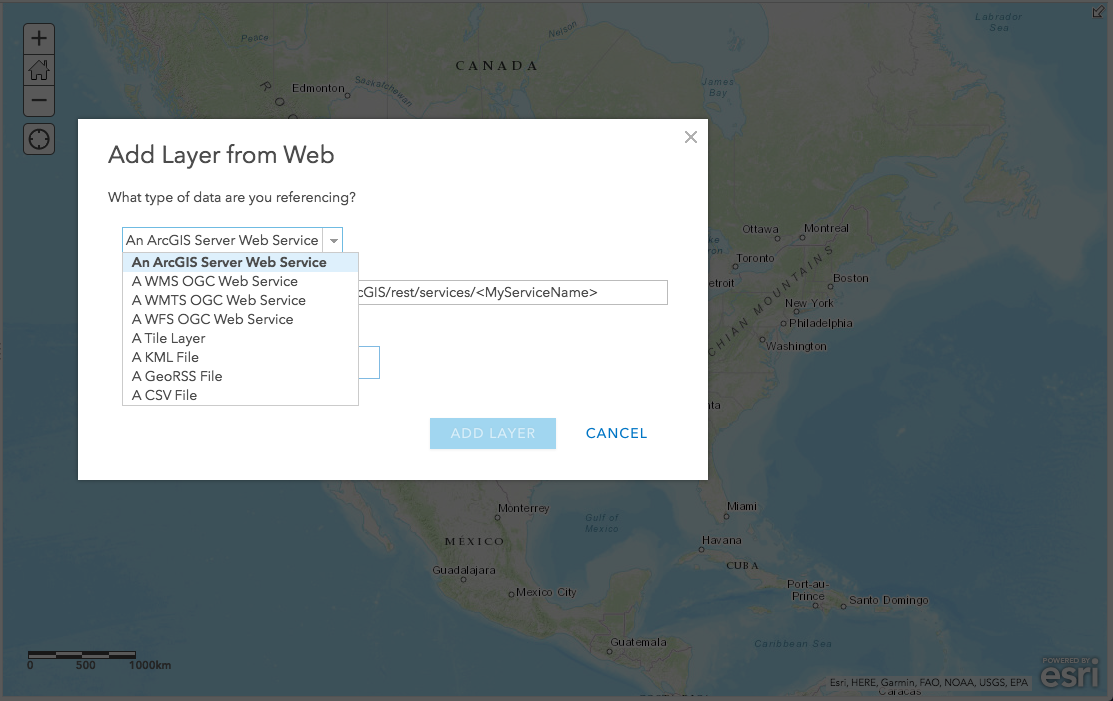 Labrador
Sea
Peace
Nelson
CANADA
Edmonton
Saskatchewan
James
Bay
R
O
Add Layer from Web
What type of data are you referencing?
An ArcGIS Server Web Service
An ArcGIS Server Web Service
A WMS OGC Web Service
A WMTS OGC Web Service
A WFS OGC Web Service
A Tile Layer
A KML File
A GeoRSS File
A CSV File
cGIS/rest/services/<MyServiceName>
ADD LAYER
CANCEL
Ottawa
Montreal
Toronto
Boston
etroit
New York
Philadelphia
Washington
CHIAN MOUNTAINS
nta
Monterrey
Gulf of
Mexico
Miami
MÉXICO
Havana
CUBA
Guadalajara
Mexico City
Port-au-
Prince
Santo Domingo
Guatemala
Caribbean Sea
0 500 1000km
POWERED BY
esri
Esri, HERE, Garmin, FAO, NOAA, USGS, EPA
Caracas